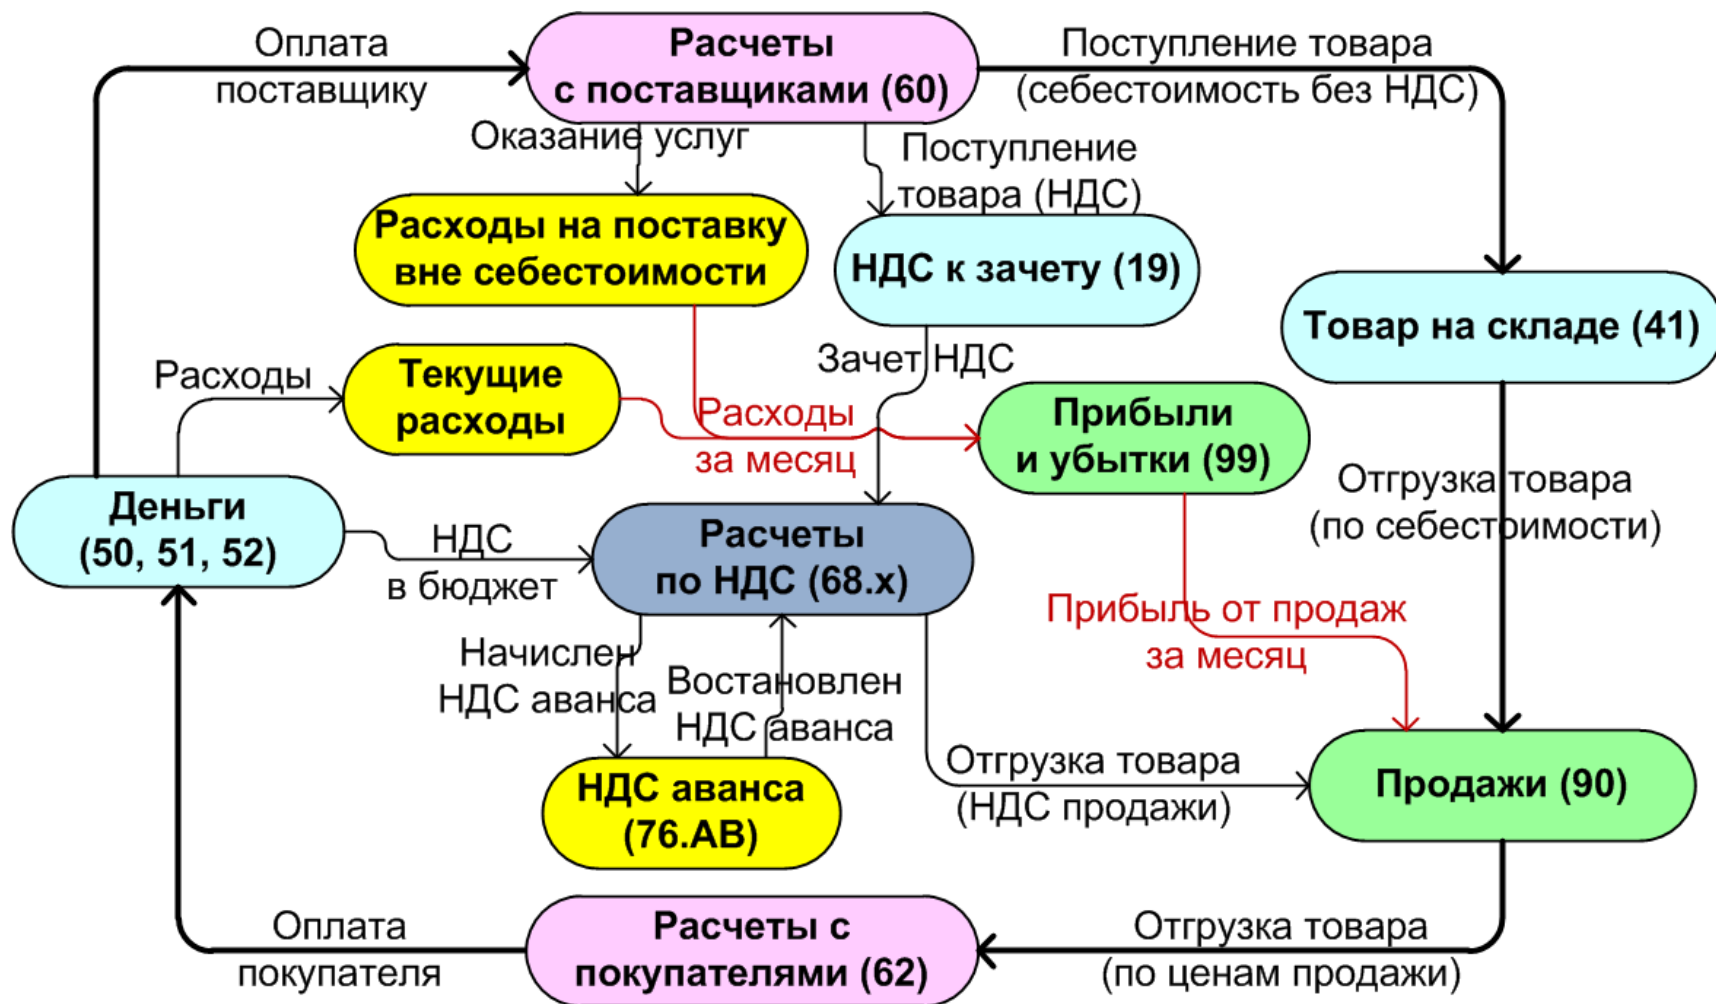 Оплата
поставщику
Расчеты
с поставщиками (60)
Поступление товара
(себестоимость без НДС)
Оказание услуг
Поступление
товара (НДС)
Расходы на поставку
вне себестоимости
НДС к зачету (19)
Товар на складе (41)
Зачет НДС
Расходы
Текущие
расходы
Расходы
за месяц
Прибыли
и убытки (99)
Деньги
(50, 51, 52)
НДС
в бюджет
Расчеты
по НДС (68.х)
Отгрузка товара
(по себестоимости)
Прибыль от продаж
за месяц
Начислен
НДС аванса
Востановлен
НДС аванса
НДС аванса
(76.АВ)
Отгрузка товара
(НДС продажи)
Продажи (90)
Оплата
покупателя
Расчеты с
покупателями (62)
Отгрузка товара
(по ценам продажи)